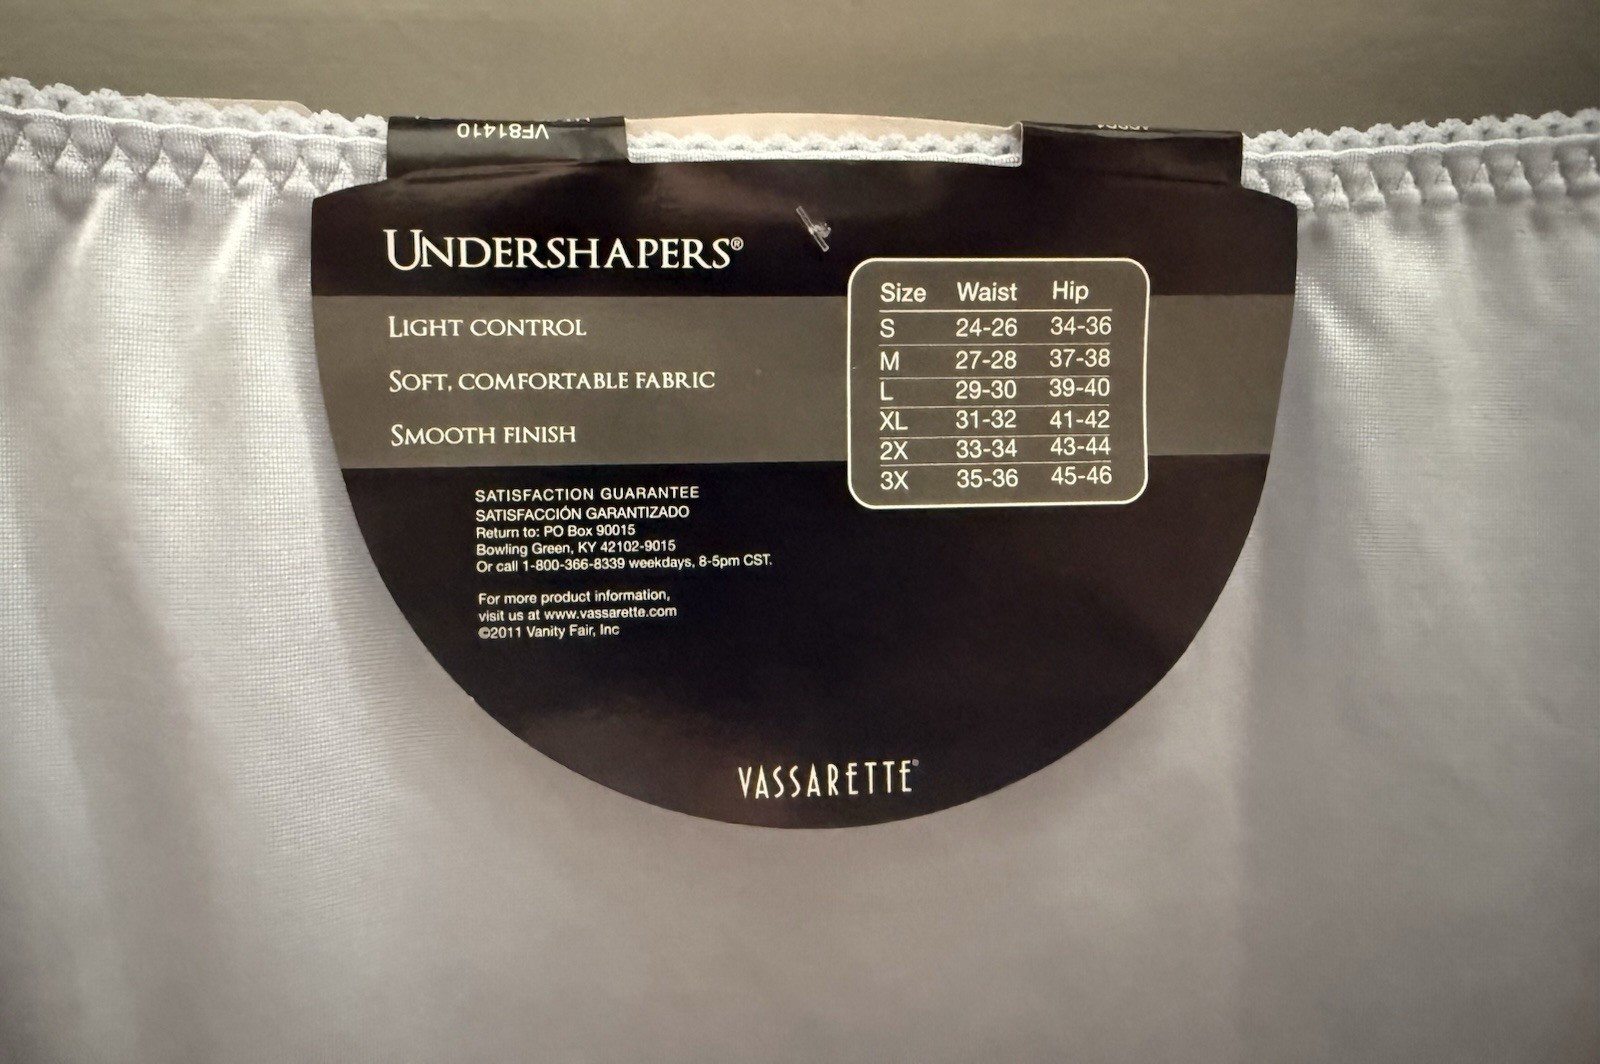 VF81410
UNDERSHAPERS®
LIGHT CONTROL
SOFT, COMFORTABLE FABRIC
SMOOTH FINISH
Size Waist Hip
S 24-26 34-36
M 27-28 37-38
L 29-30 39-40
XL 31-32 41-42
2X 33-34 43-44
3X 35-36 45-46
SATISFACTION GUARANTEE
SATISFACCIÓN GARANTIZADO
Return to: PO Box 90015
Bowling Green, KY 42102-9015
Or call 1-800-366-8339 weekdays, 8-5pm CST.
For more product information,
visit us at www.vassarette.com
©2011 Vanity Fair, Inc
VASSARETTE®